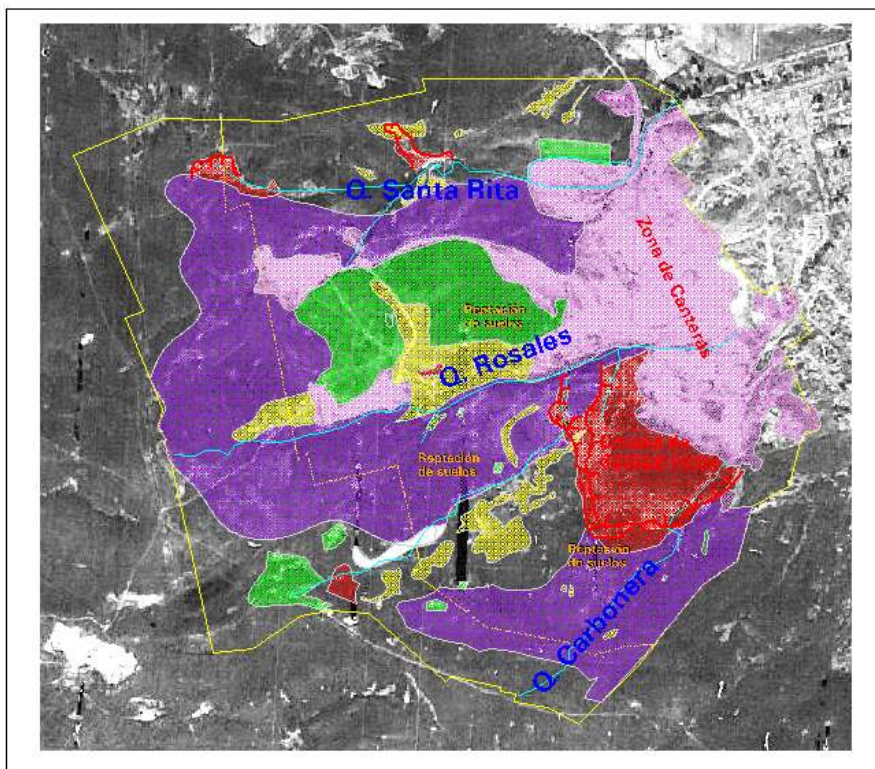 Q. Santa Rita
Zona de Canteras
Reptación
de suelos
Q. Rosales
Reptación
de suelos
Reptación
de suelos
Q. Carbonera